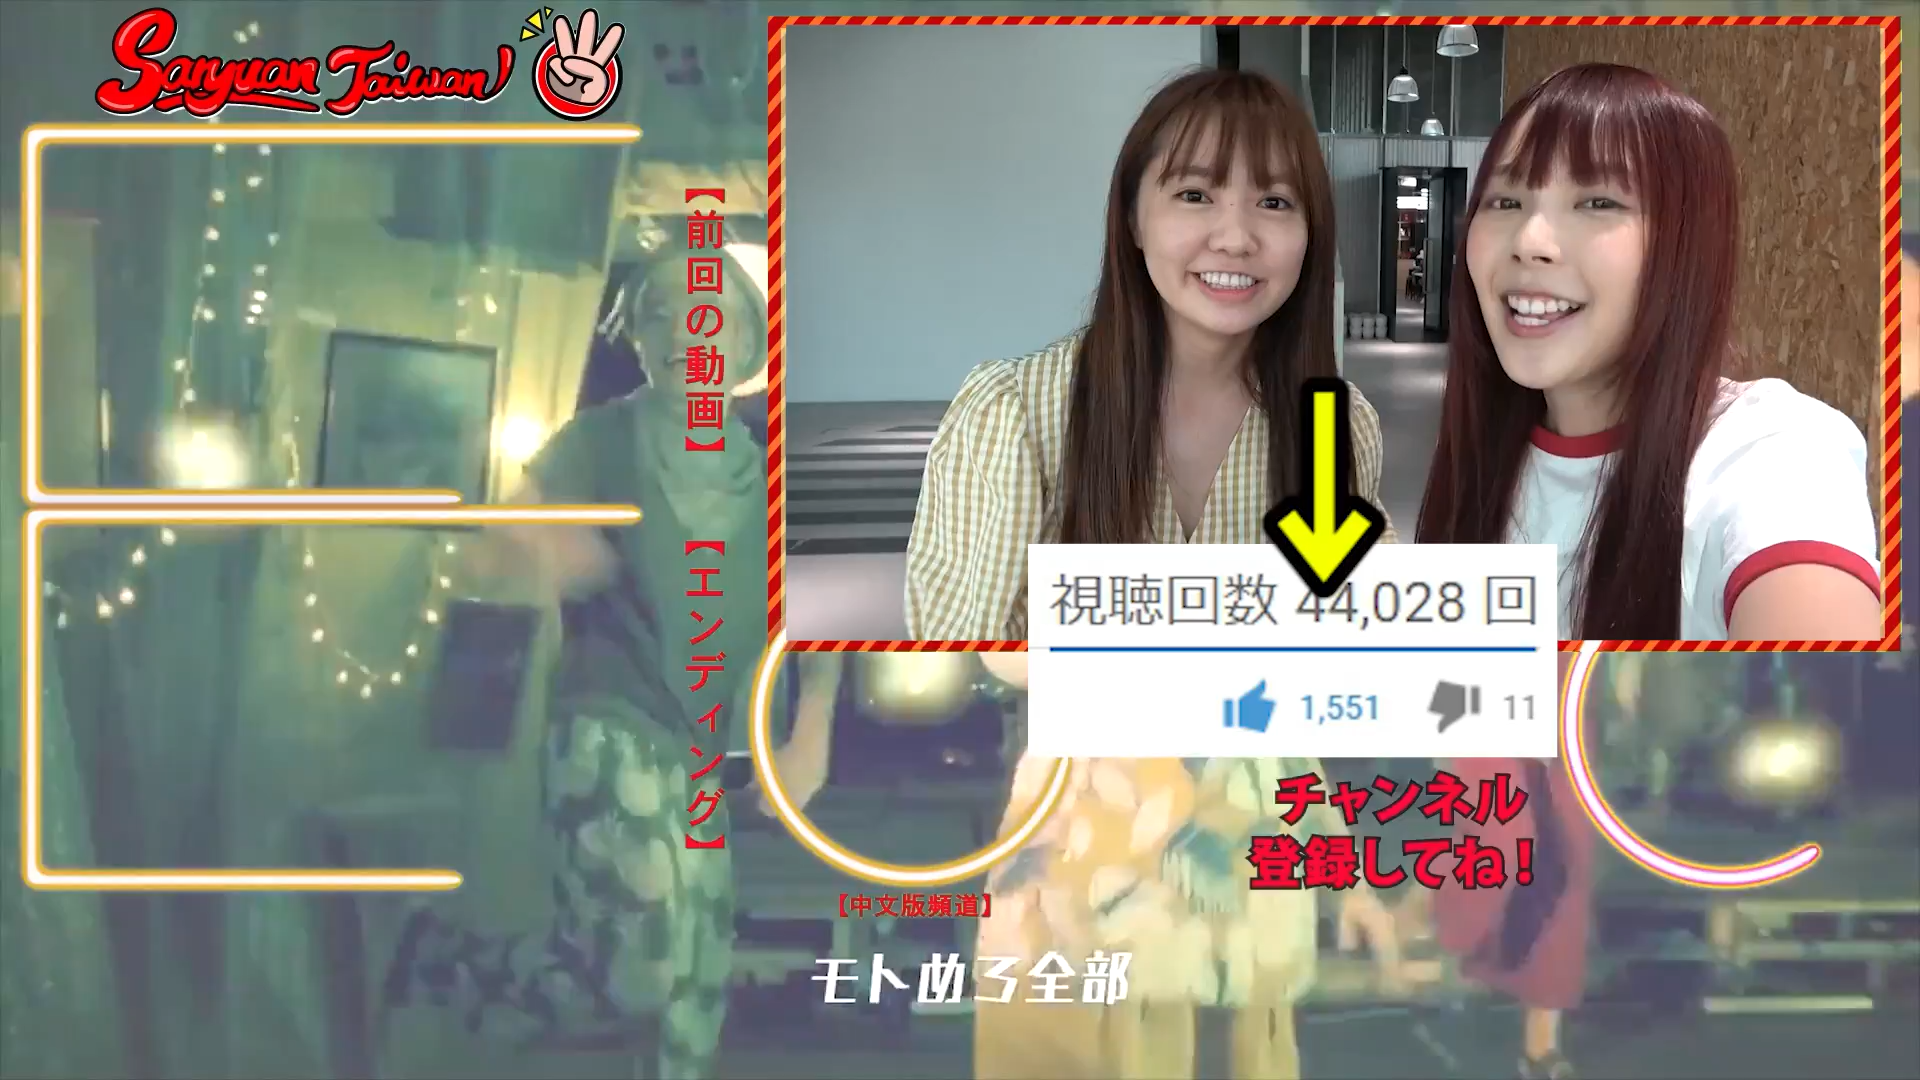 Sanyuan Taiwan!
【前回の動画】
【エンディング】
視聴回数 44,028 回
1,551
11
チャンネル
登録してね!
【中文版頻道】
モトめろ全部